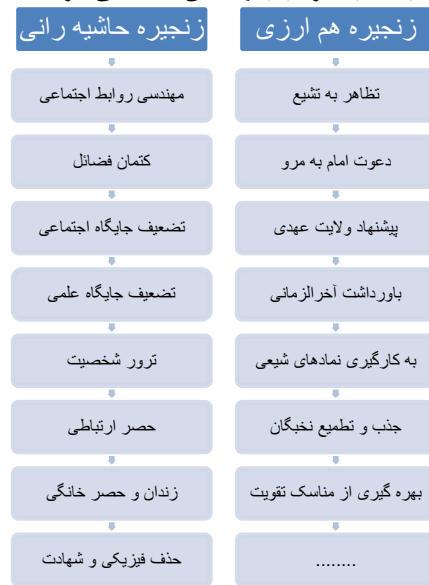 زنجیره هم ارزی
تظاهر به تشیع
دعوت امام به مرو
پیشنهاد ولایت عهدی
باورداشت آخرالزمانی
به کارگیری نمادهای شیعی
جذب و تطمیع نخبگان
بهره گیری از مناسک تقویت
........
زنجیره حاشیه رانی
مهندسی روابط اجتماعی
کتمان فضائل
تضعیف جایگاه اجتماعی
تضعیف جایگاه علمی
ترور شخصیت
حصر ارتباطی
زندان و حصر خانگی
حذف فیزیکی و شهادت